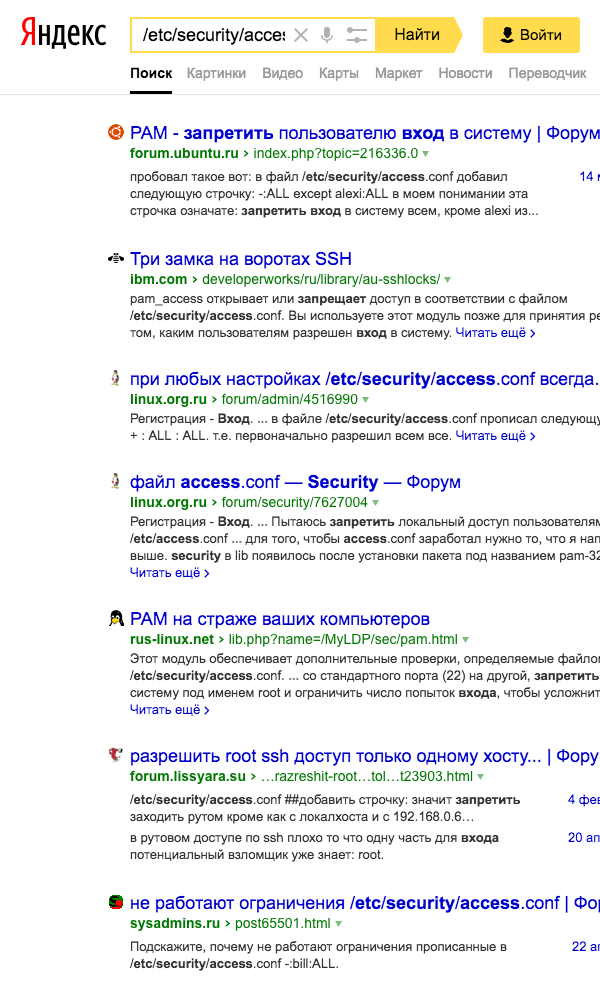 Яндекс
/etc/security/acces
Найти
Войти
Поиск Картинки Видео Карты Маркет Новости Переводчик
PAM - запретить пользователю вход в систему | Форум
forum.ubuntu.ru › index.php?topic=216336.0
пробовал такое вот: в файл /etc/security/access.conf добавил
14
следующую строчку: -:ALL except alexi:ALL в моем понимании эта
строчка означате: запретить вход в систему всем, кроме alexi из...
Три замка на воротах SSH
ibm.com › developerworks/ru/library/au-sshlocks/
pam_access открывает или запрещает доступ в соответствии с файлом
/etc/security/access.conf. Вы используете этот модуль позже для принятия ре
том, каким пользователям разрешен вход в систему. Читать ещё ›
при любых настройках /etc/security/access.conf всегда.
linux.org.ru › forum/admin/4516990
Регистрация - Вход. ... в файле /etc/security/access.conf прописал следующу
+ : ALL : ALL. т.е. первоначально разрешил всем все. Читать ещё ›
файл access.conf — Security — Форум
linux.org.ru › forum/security/7627004
Регистрация - Вход. ... Пытаюсь запретить локальный доступ пользователям
/etc/access.conf ... для того, чтобы access.conf заработал нужно то, что я нап
выше. security в lib появилось после установки пакета под названием pam-32
Читать ещё ›
PAM на страже ваших компьютеров
rus-linux.net › lib.php?name=/MyLDP/sec/pam.html
Этот модуль обеспечивает дополнительные проверки, определяемые файлом
/etc/security/access.conf. ... со стандартного порта (22) на другой, запретить
систему под именем root и ограничить число попыток входа, чтобы усложнит
Читать ещё ›
разрешить root ssh доступ только одному хосту... | Фору
forum.lissyara.su › …razreshit-root…tol…t23903.html
/etc/security/access.conf ##добавить строчку: значит запретить
4 фев
заходить рутом кроме как с локалхоста и с 192.168.0.6…
в рутовом доступе по ssh плохо то что одну часть для входа
20 ап
потенциальный взломщик уже знает: root.
не работают ограничения /etc/security/access.conf | Фо
sysadmins.ru › post65501.html
Подскажите, почему не работают ограничения прописанные в
22 ап
/etc/security/access.conf -:bill:ALL.